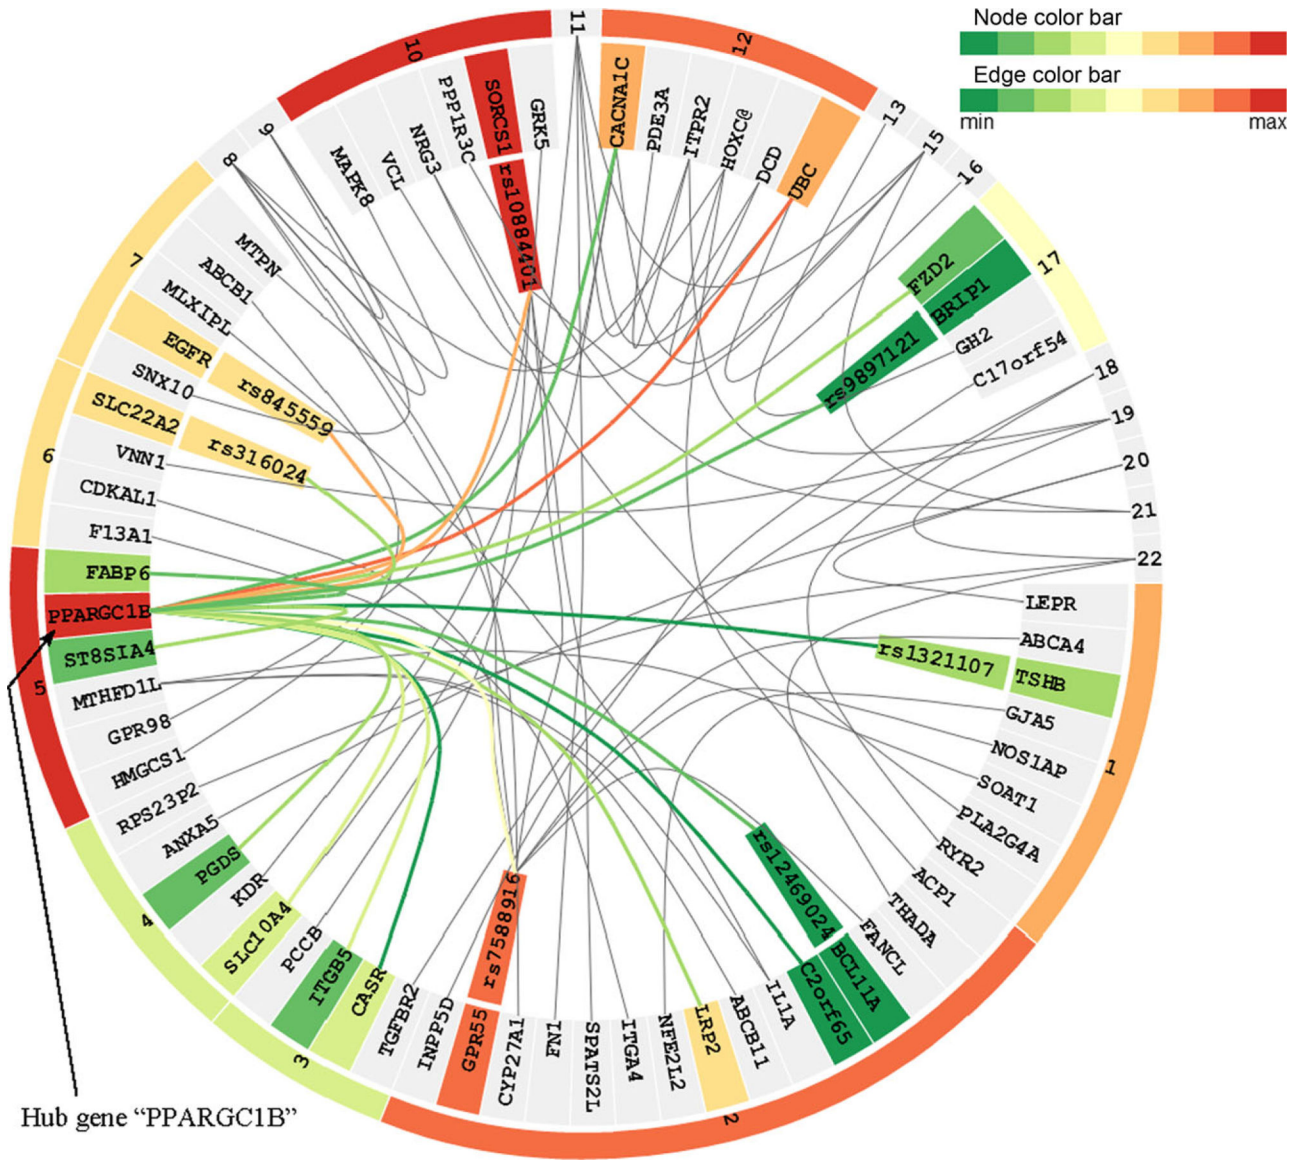 Node color bar
Edge color bar
min max
10
11
12
13
15
16
17
18
19
20
21
22
1
2
3
4
5
6
7
8
9
MAPK8
VCL
NRG3
PPP1R3C
SORCS1
rs10884401
GRK5
CACNA1C
PDE3A
ITPR2
HOXC@
DCD
UBC
FZD2
BRIP1
rs9897121
GH2
C17orf54
LEPR
ABCA4
rs1321107
TSHB
GJA5
NOS1AP
SOAT1
PLA2G4A
RYR2
ACP1
THADA
FANCL
BCL11A
rs12469024
C2orf65
IL1A
ABCB11
LRP2
NFE2L2
ITGA4
SPATS2L
FN1
CYP27A1
GPR55
rs7588916
INPP5D
TGFBR2
CASR
ITGB5
PCCB
SLC10A4
KDR
PGDS
ANXA5
RPS23P2
HMGCS1
GPR98
MTHFD1L
ST8SIA4
PPARGC1B
FABP6
F13A1
CDKAL1
VNN1
SLC22A2
rs316024
SNX10
EGFR
rs845559
MLXIPL
ABCB1
MTPN
Hub gene “PPARGC1B”